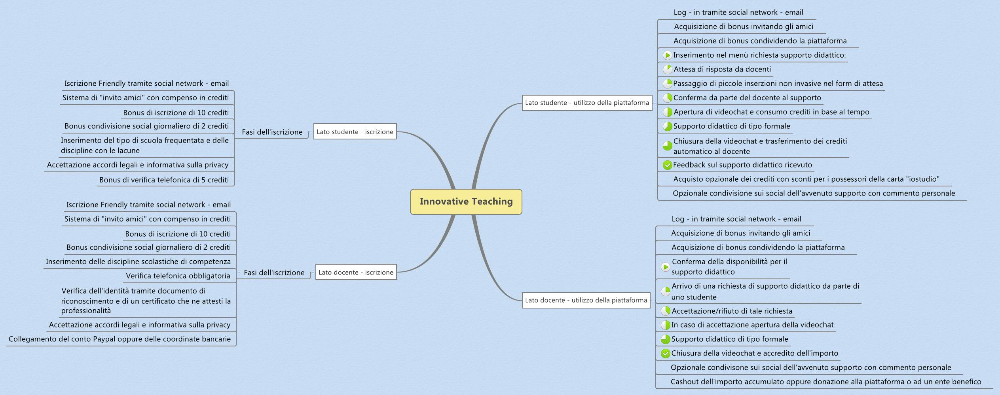 Innovative Teaching
Lato studente - iscrizione
Fasi dell'iscrizione
Iscrizione Friendly tramite social network - email
Sistema di "invito amici" con compenso in crediti
Bonus di iscrizione di 10 crediti
Bonus condivisione social giornaliero di 2 crediti
Inserimento del tipo di scuola frequentata e delle
discipline con le lacune
Accettazione accordi legali e informativa sulla privacy
Bonus di verifica telefonica di 5 crediti
Lato docente - iscrizione
Fasi dell'iscrizione
Iscrizione Friendly tramite social network - email
Sistema di "invito amici" con compenso in crediti
Bonus di iscrizione di 10 crediti
Bonus condivisione social giornaliero di 2 crediti
Inserimento delle discipline scolastiche di competenza
Verifica telefonica obbligatoria
Verifica dell'identità tramite documento di
riconoscimento e di un certificato che ne attesti la
professionalità
Accettazione accordi legali e informativa sulla privacy
Collegamento del conto Paypal oppure delle coordinate bancarie
Lato studente - utilizzo della piattaforma
Log - in tramite social network - email
Acquisizione di bonus invitando gli amici
Acquisizione di bonus condividendo la piattaforma
Inserimento nel menù richiesta supporto didattico:
Attesa di risposta da docenti
Passaggio di piccole inserzioni non invasive nel form di attesa
Conferma da parte del docente al supporto
Apertura di videochat e consumo crediti in base al tempo
Supporto didattico di tipo formale
Chiusura della videochat e trasferimento dei crediti
automatico al docente
Feedback sul supporto didattico ricevuto
Acquisto opzionale dei crediti con sconti per i possessori della carta "iostudio"
Opzionale condivisione sui social dell'avvenuto supporto con commento personale
Lato docente - utilizzo della piattaforma
Log - in tramite social network - email
Acquisizione di bonus invitando gli amici
Acquisizione di bonus condividendo la piattaforma
Conferma della disponibilità per il
supporto didattico
Arrivo di una richiesta di supporto didattico da parte di
uno studente
Accettazione/rifiuto di tale richiesta
In caso di accettazione apertura della videochat
Supporto didattico di tipo formale
Chiusura della videochat e accredito dell'importo
Opzionale condivisone sui social dell'avvenuto supporto con commento personale
Cashout dell'importo accumulato oppure donazione alla piattaforma o ad un ente benefico